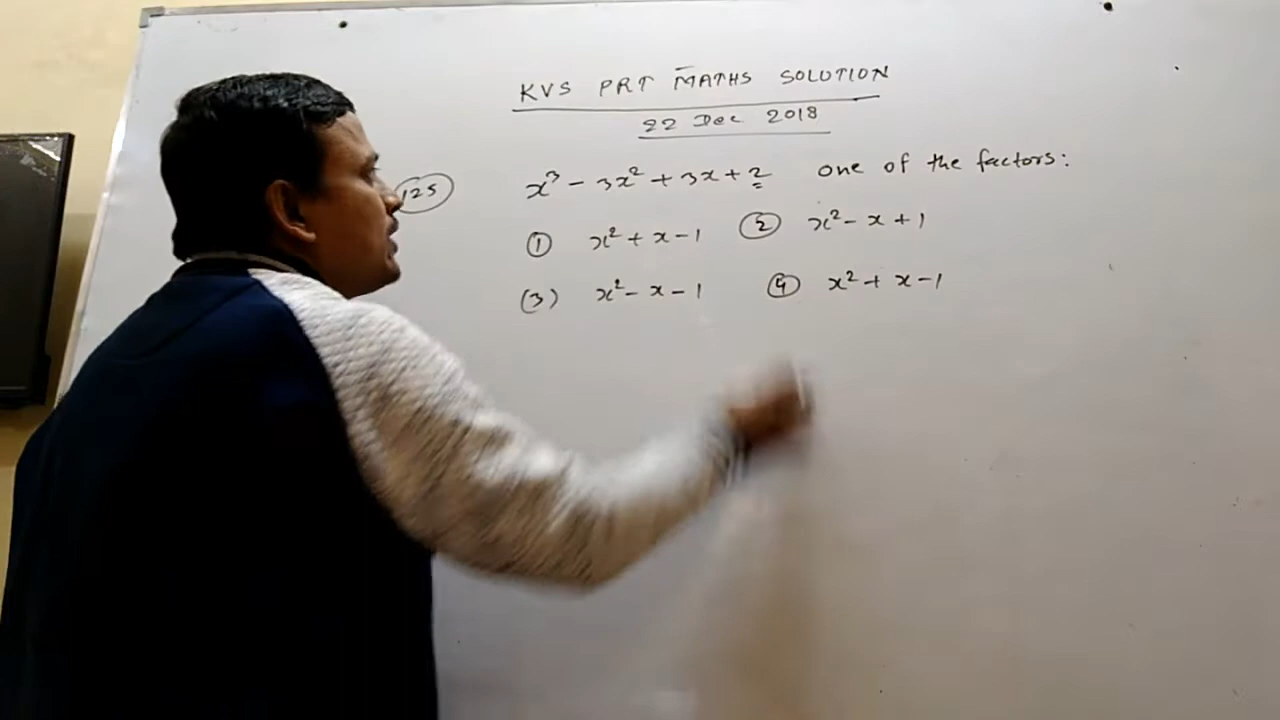 KVS PRT MATHS SOLUTION
22 Dec 2018
125 x³ - 3x² + 3x + 2 one of the factors:
① x² + x - 1 ② x² - x + 1
(3) x² - x - 1 ④ x² + x - 1